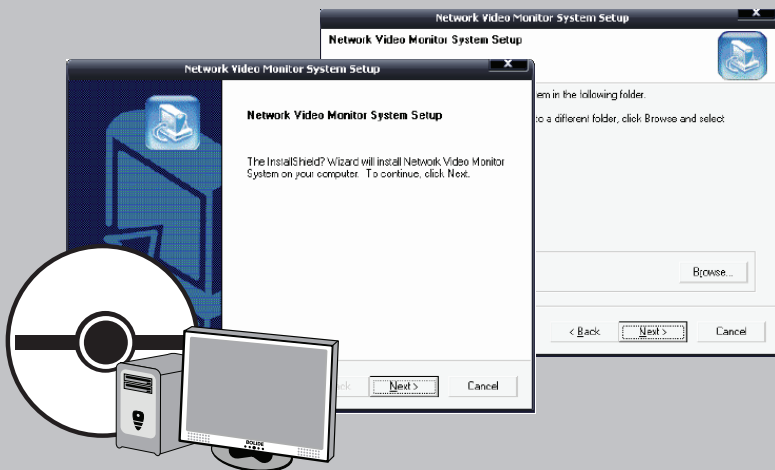 Network Video Monitor System Setup
Network Video Monitor System Setup
em in the following folder.
to a different folder, click Browse and select
Browse...
< Back
Next >
Cancel
Network Video Monitor System Setup
Network Video Monitor System Setup
The InstallShield? Wizard will install Network Video Monitor
System on your computer. To continue, click Next.
ck
Next >
Cancel
BOLIDE